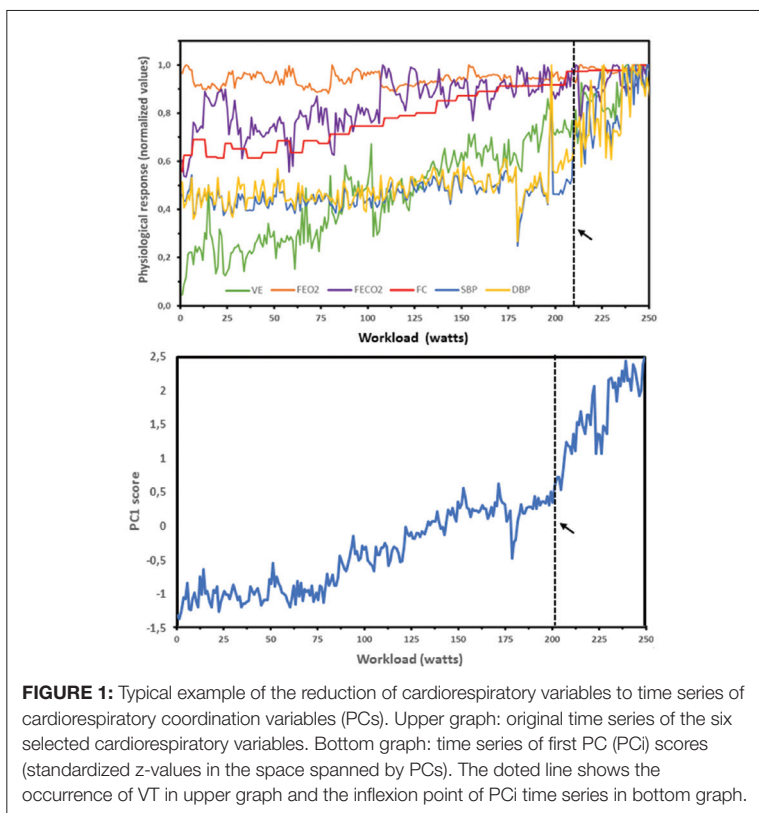 Physiological response (normalized values)
1,0
0,8
0,6
0,4
0,2
0,0
VE FEO2 FECO2 FC SBP DBP
0 25 50 75 100 125 150 175 200 225 250
Workload (watts)
PC1 score
2,5
2
1,5
1
0,5
0
-0,5
-1
-1,5
0 25 50 75 100 125 150 175 200 225 250
Workload (watts)
FIGURE 1: Typical example of the reduction of cardiorespiratory variables to time series of
cardiorespiratory coordination variables (PCs). Upper graph: original time series of the six
selected cardiorespiratory variables. Bottom graph: time series of first PC (PCi) scores
(standardized z-values in the space spanned by PCs). The doted line shows the
occurrence of VT in upper graph and the inflexion point of PCi time series in bottom graph.